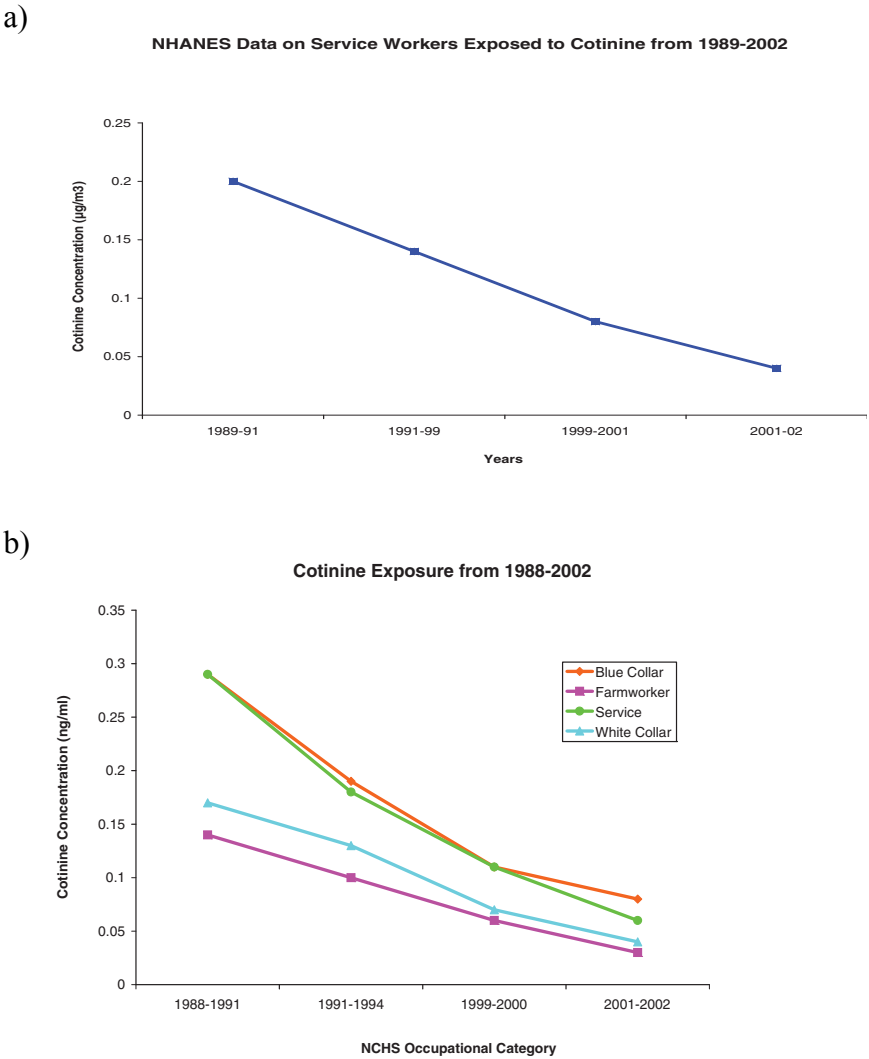 a)
NHANES Data on Service Workers Exposed to Cotinine from 1989-2002
Cotinine Concentration (µg/m3)
0.25
0.2
0.15
0.1
0.05
0
1989-91 1991-99 1999-2001 2001-02
Years
b)
Cotinine Exposure from 1988-2002
Cotinine Concentration (ng/ml)
0.35
0.3
0.25
0.2
0.15
0.1
0.05
0
Blue Collar
Farmworker
Service
White Collar
1988-1991 1991-1994 1999-2000 2001-2002
NCHS Occupational Category